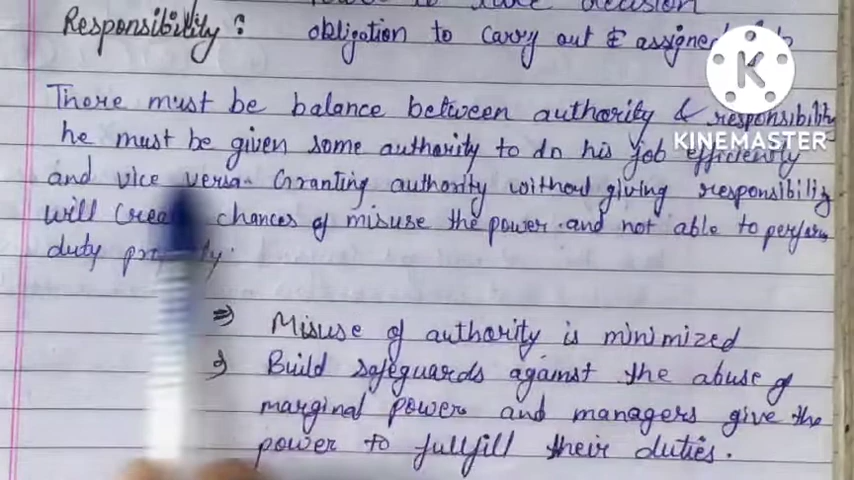 decision
Responsibility: obligation to carry out & assigned
There must be balance between authority & responsibility
he must be given some authority to do his job efficiently
and vice versa. Granting authority without giving responsibility
will chances of misuse the power and not able to perform
duty
⇒ Misuse of authority is minimized
⇒ Build safeguards against the abuse of
marginal power and managers give the
power to fullfill their duties.
K
KINEMASTER